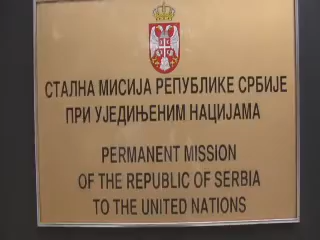 СТАЛНА МИСИЈА РЕПУБЛИКЕ СРБИЈЕ
ПРИ УЈЕДИЊЕНИМ НАЦИЈАМА
PERMANENT MISSION
OF THE REPUBLIC OF SERBIA
TO THE UNITED NATIONS